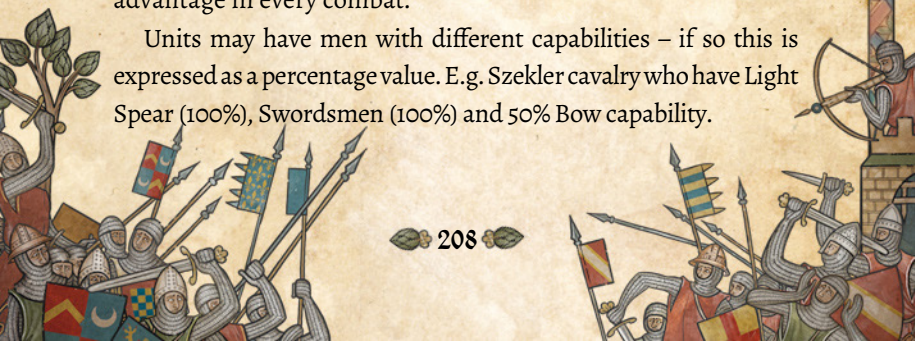 advantage in every combat.
Units may have men with different capabilities – if so this is
expressed as a percentage value. E.g. Szekler cavalry who have Light
Spear (100%), Swordsmen (100%) and 50% Bow capability.
208